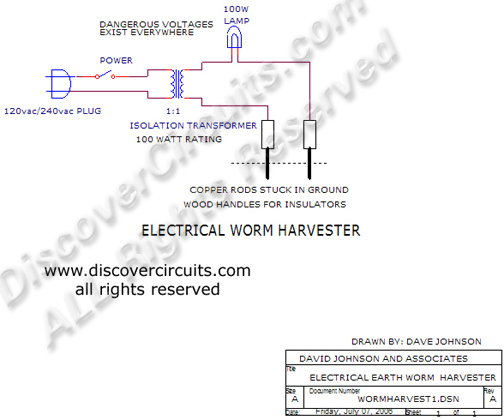 100W
LAMP
DANGEROUS VOLTAGES
EXIST EVERYWHERE
POWER
120vac/240vac PLUG
1:1
ISOLATION TRANSFORMER
100 WATT RATING
COPPER RODS STUCK IN GROUND
WOOD HANDLES FOR INSULATORS
ELECTRICAL WORM HARVESTER
DiscoverCircuits.com
ALL Rights Reserved
www.discovercircuits.com
all rights reserved
DRAWN BY: DAVE JOHNSON
DAVID JOHNSON AND ASSOCIATES
Title
ELECTRICAL EARTH WORM HARVESTER
Size Document Number Rev
A WORMHARVEST1.DSN A
Date: Friday, July 07, 2006 Sheet 1 of 1